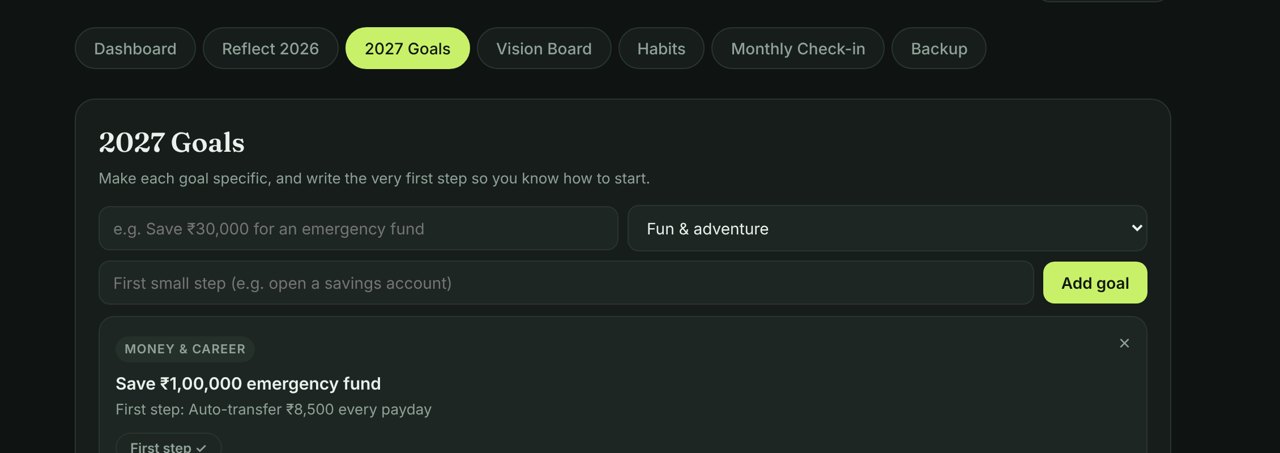 Dashboard
Reflect 2026
2027 Goals
Vision Board
Habits
Monthly Check-in
Backup
2027 Goals
Make each goal specific, and write the very first step so you know how to start.
e.g. Save ₹30,000 for an emergency fund
Fun & adventure
First small step (e.g. open a savings account)
Add goal
MONEY & CAREER
Save ₹1,00,000 emergency fund
First step: Auto-transfer ₹8,500 every payday
First step ✓